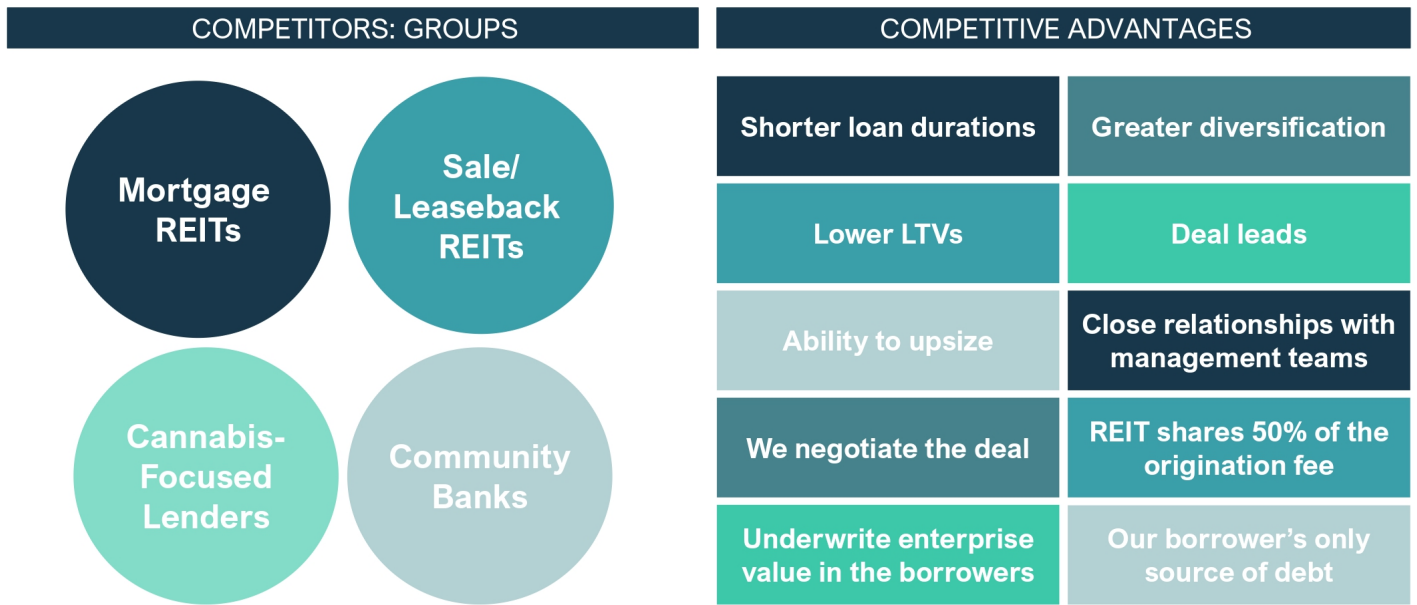 COMPETITORS: GROUPS
Mortgage
REITs
Sale/
Leaseback
REITs
Cannabis-
Focused
Lenders
Community
Banks
COMPETITIVE ADVANTAGES
Shorter loan durations
Greater diversification
Lower LTVs
Deal leads
Ability to upsize
Close relationships with
management teams
We negotiate the deal
REIT shares 50% of the
origination fee
Underwrite enterprise
value in the borrowers
Our borrower’s only
source of debt